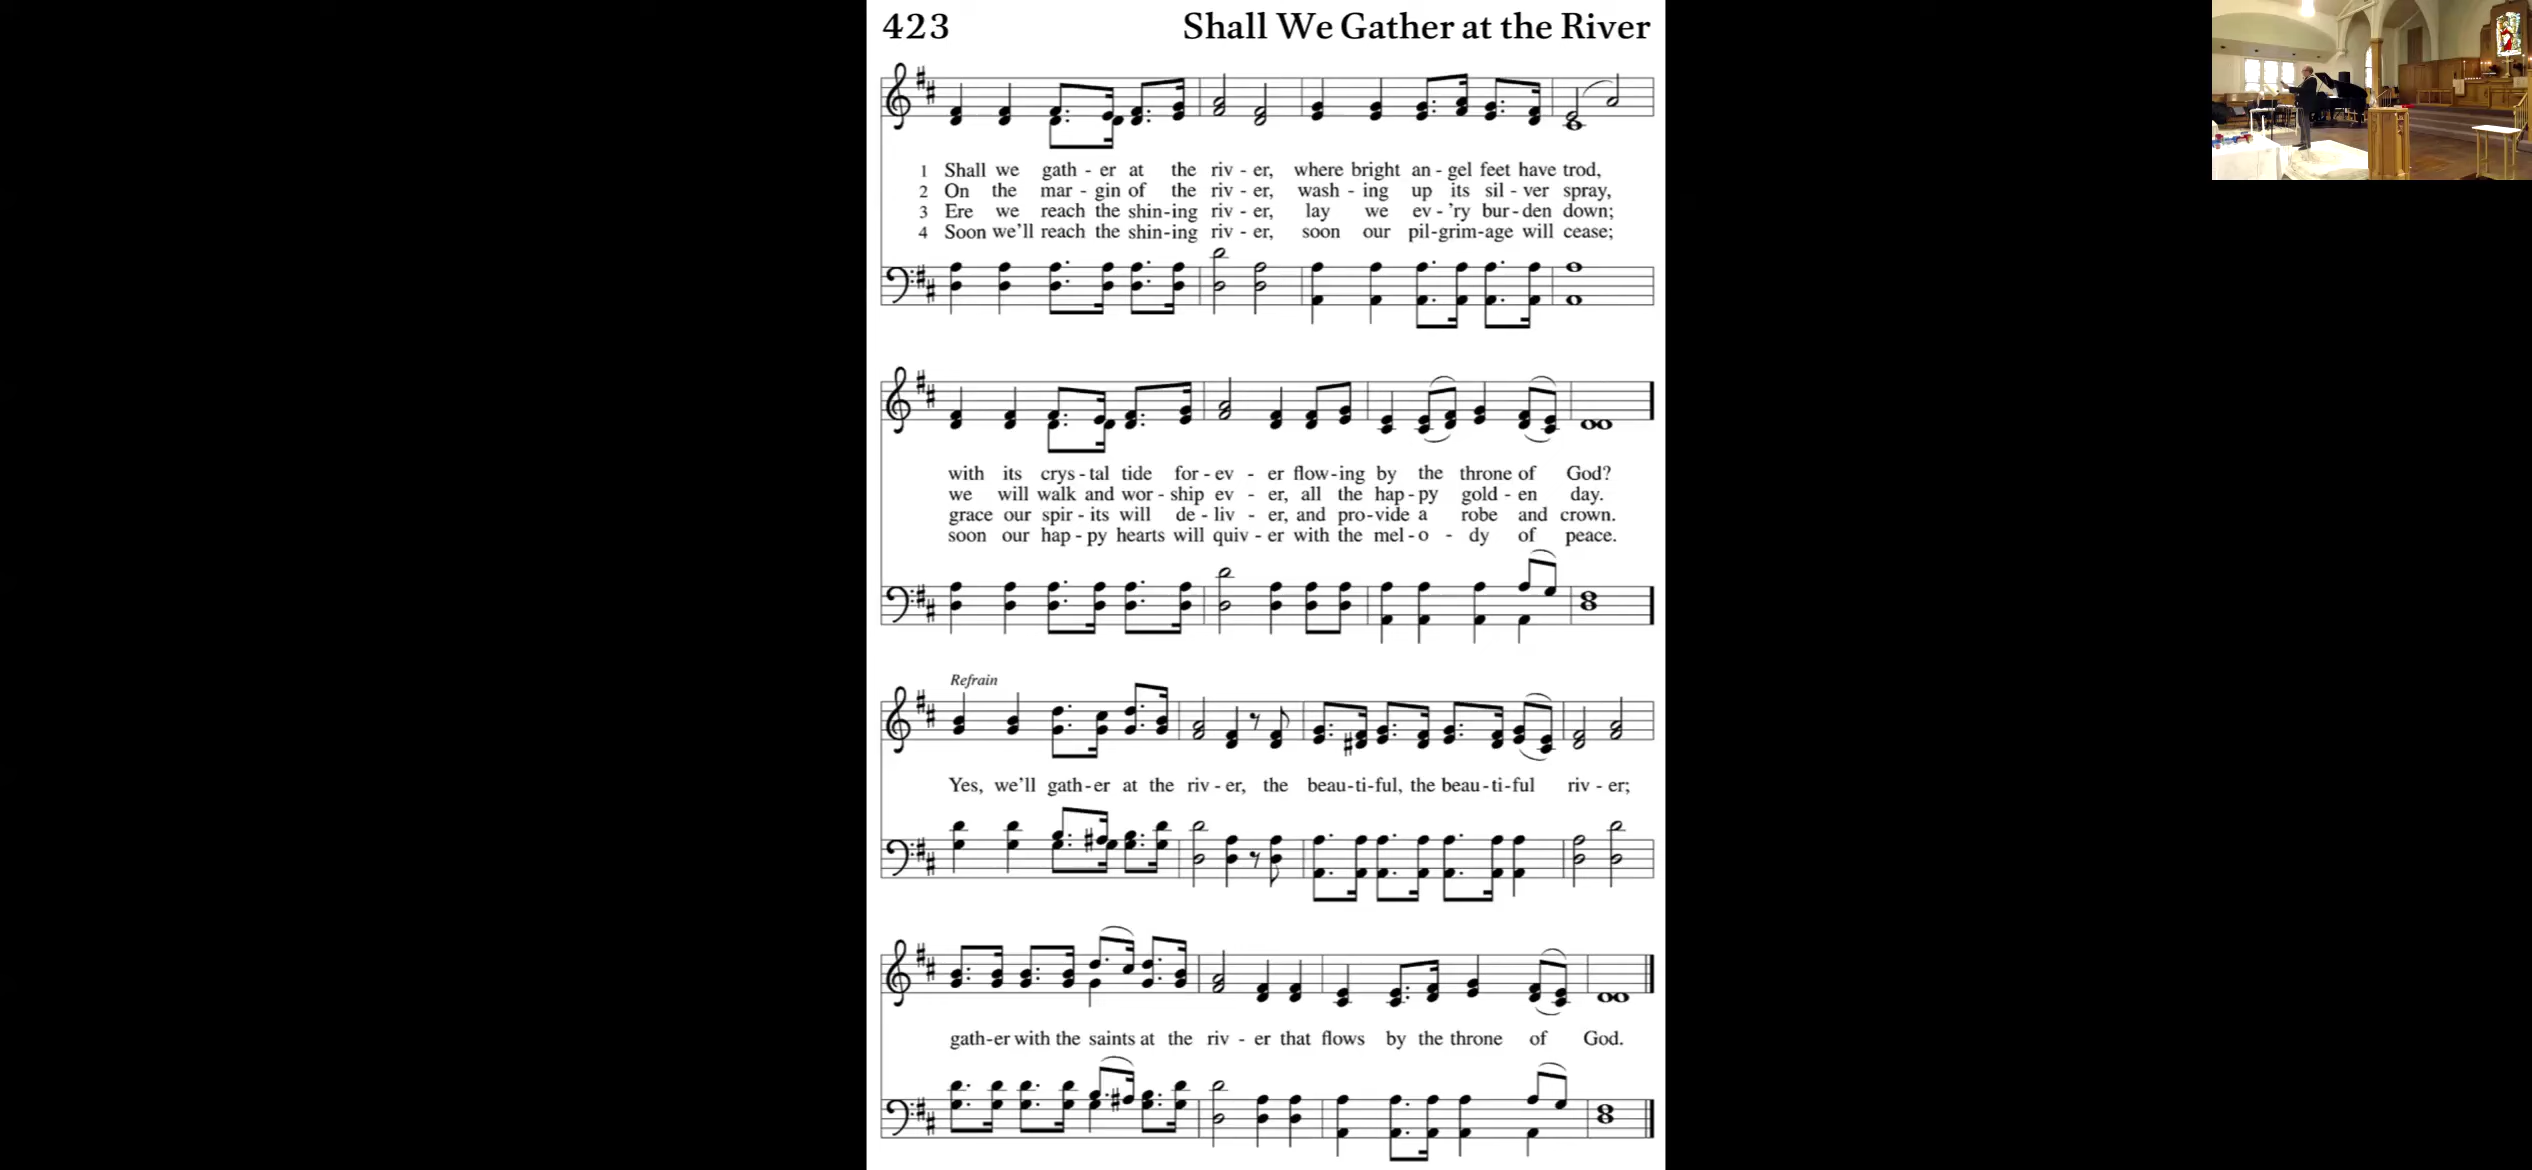 423 Shall We Gather at the River
1 Shall we gath - er at the riv - er, where bright an - gel feet have trod,
2 On the mar - gin of the riv - er, wash - ing up its sil - ver spray,
3 Ere we reach the shin-ing riv - er, lay we ev - 'ry bur - den down;
4 Soon we'll reach the shin-ing riv - er, soon our pil-grim-age will cease;
with its crys - tal tide for - ev - er flow-ing by the throne of God?
we will walk and wor - ship ev - er, all the hap - py gold - en day.
grace our spir - its will de - liv - er, and pro-vide a robe and crown.
soon our hap - py hearts will quiv - er with the mel - o - dy of peace.
Refrain
Yes, we'll gath-er at the riv - er, the beau-ti-ful, the beau-ti-ful riv - er;
gath-er with the saints at the riv - er that flows by the throne of God.